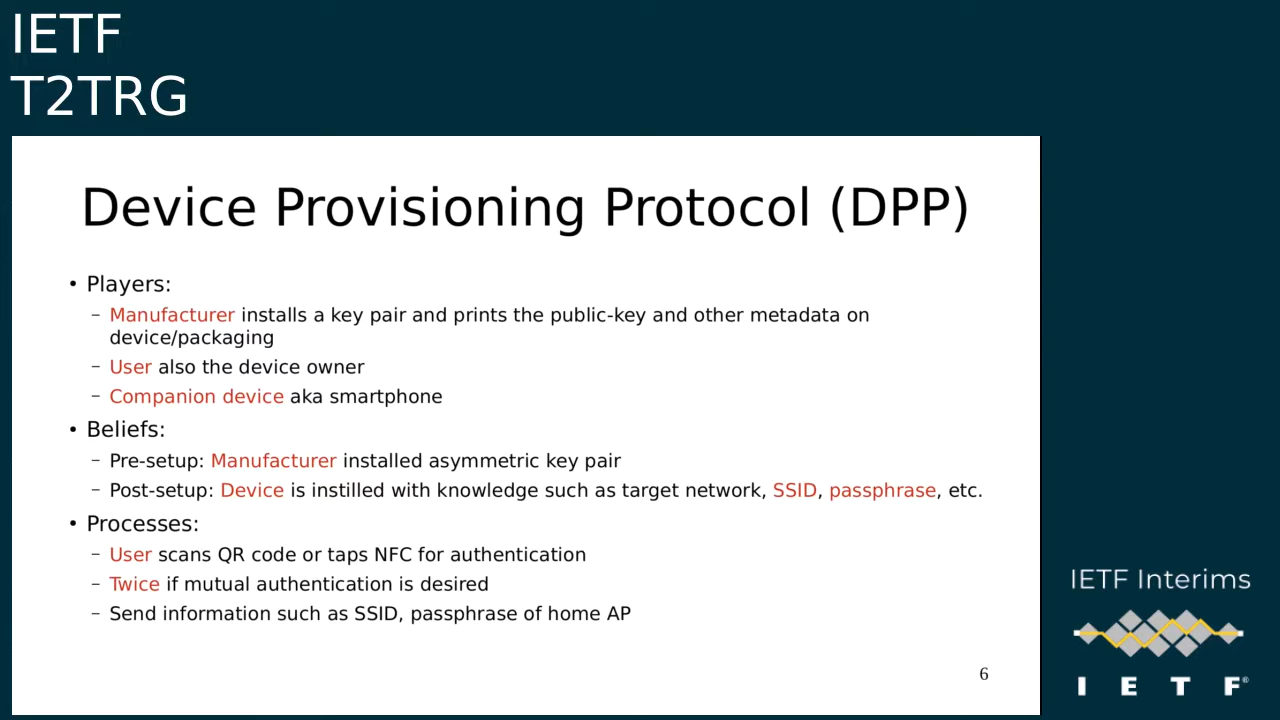 IETF
T2TRG
Device Provisioning Protocol (DPP)
• Players:
– Manufacturer installs a key pair and prints the public-key and other metadata on
device/packaging
– User also the device owner
– Companion device aka smartphone
• Beliefs:
– Pre-setup: Manufacturer installed asymmetric key pair
– Post-setup: Device is instilled with knowledge such as target network, SSID, passphrase, etc.
• Processes:
– User scans QR code or taps NFC for authentication
– Twice if mutual authentication is desired
– Send information such as SSID, passphrase of home AP
6
IETF Interims
I E T F®